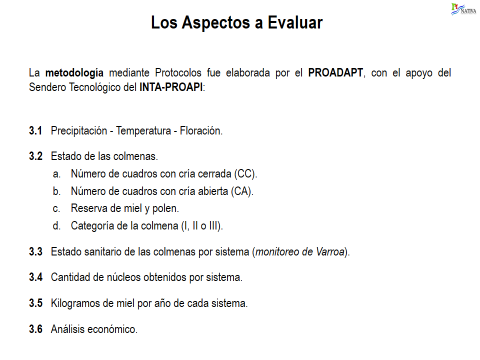 NATIVA
Los Aspectos a Evaluar
La metodologia mediante Protocolos fue elaborada por el PROADAPT, con el apoyo del
Sendero Tecnológico del INTA-PROAPI:
3.1 Precipitación - Temperatura - Floración.
3.2 Estado de las colmenas.
a. Número de cuadros con cría cerrada (CC).
b. Número de cuadros con cría abierta (CA).
c. Reserva de miel y polen.
d. Categoría de la colmena (I, II o III).
3.3 Estado sanitario de las colmenas por sistema (monitoreo de Varroa).
3.4 Cantidad de núcleos obtenidos por sistema.
3.5 Kilogramos de miel por año de cada sistema.
3.6 Análisis económico.